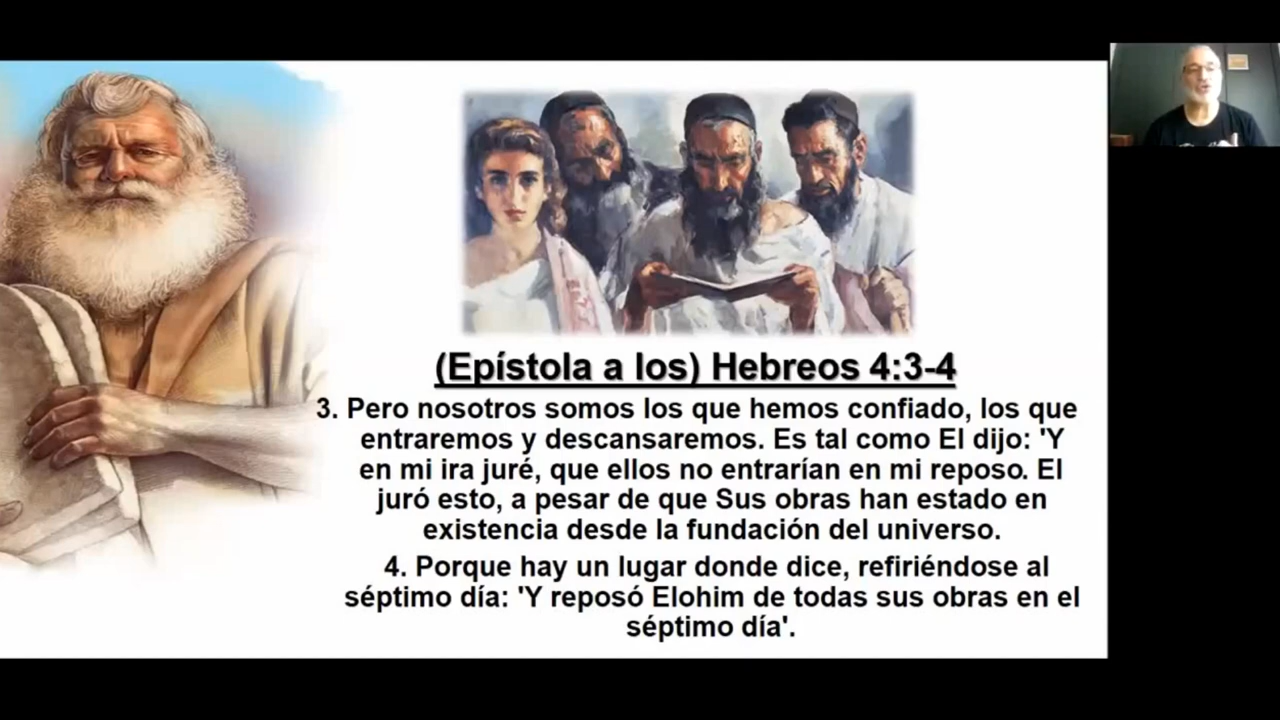 (Epístola a los) Hebreos 4:3-4
3. Pero nosotros somos los que hemos confiado, los que
entraremos y descansaremos. Es tal como El dijo: 'Y
en mi ira juré, que ellos no entrarían en mi reposo. El
juró esto, a pesar de que Sus obras han estado en
existencia desde la fundación del universo.
4. Porque hay un lugar donde dice, refiriéndose al
séptimo día: 'Y reposó Elohim de todas sus obras en el
séptimo día'.